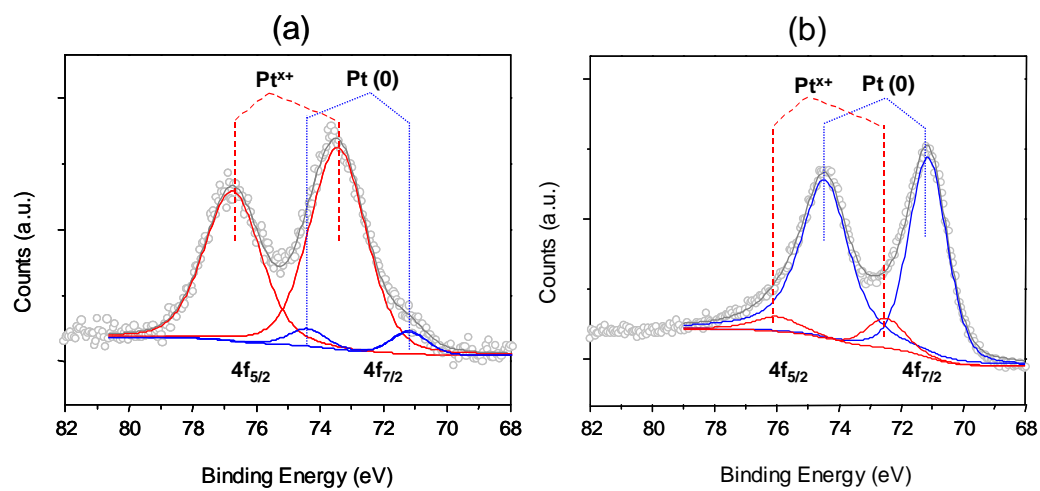 (a)
Ptˣ⁺ Pt (0)
Counts (a.u.)
4f₅/₂ 4f₇/₂
82 80 78 76 74 72 70 68
Binding Energy (eV)
(b)
Ptˣ⁺ Pt (0)
Counts (a.u.)
4f₅/₂ 4f₇/₂
82 80 78 76 74 72 70 68
Binding Energy (eV)